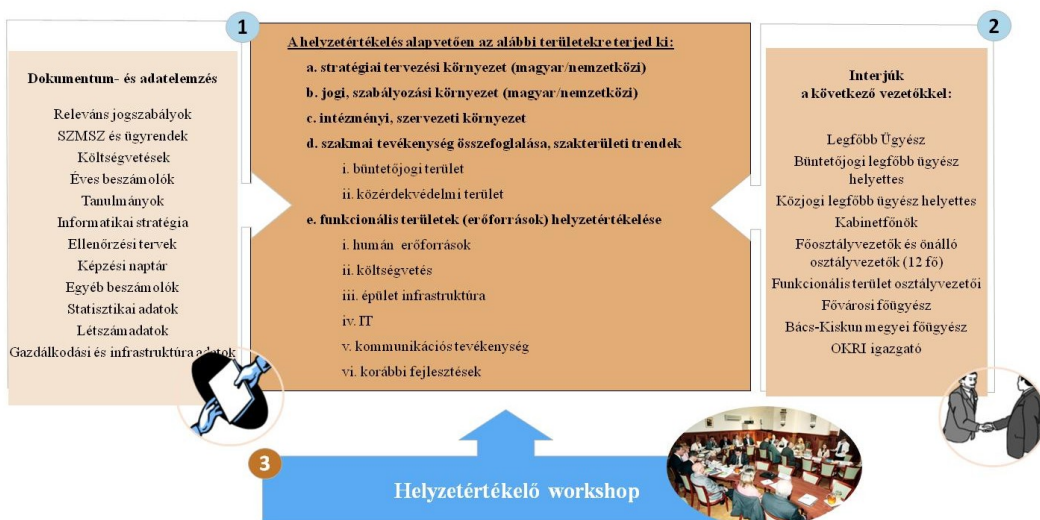 1
Dokumentum- és adatelemzés
Releváns jogszabályok
SZMSZ és ügyrendek
Költségvetések
Éves beszámolók
Tanulmányok
Informatikai stratégia
Ellenőrzési tervek
Képzési naptár
Egyéb beszámolók
Statisztikai adatok
Létszámadatok
Gazdálkodási és infrastruktúra adatok
A helyzetértékelés alapvetően az alábbi területekre terjed ki:
a. stratégiai tervezési környezet (magyar/nemzetközi)
b. jogi, szabályozási környezet (magyar/nemzetközi)
c. intézményi, szervezeti környezet
d. szakmai tevékenység összefoglalása, szakterületi trendek
i. büntetőjogi terület
ii. közérdekvédelmi terület
e. funkcionális területek (erőforrások) helyzetértékelése
i. humán erőforrások
ii. költségvetés
iii. épület infrastruktúra
iv. IT
v. kommunikációs tevékenység
vi. korábbi fejlesztések
2
Interjúk
a következő vezetőkkel:
Legfőbb Ügyész
Büntetőjogi legfőbb ügyész
helyettes
Közjogi legfőbb ügyész helyettes
Kabinetfőnök
Főosztályvezetők és önálló
osztályvezetők (12 fő)
Funkcionális terület osztályvezetői
Fővárosi főügyész
Bács-Kiskun megyei főügyész
OKRI igazgató
3
Helyzetértékelő workshop